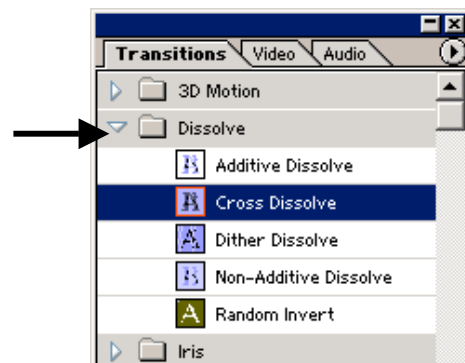 Transitions Video Audio
3D Motion
Dissolve
Additive Dissolve
Cross Dissolve
Dither Dissolve
Non-Additive Dissolve
Random Invert
Iris